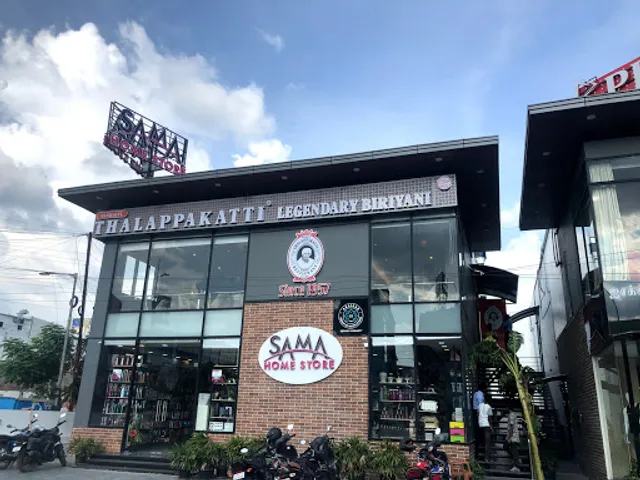 SAMA
HOME STORE
THALAPPAKATTI LEGENDARY BIRIYANI
Since 1957
SAMA
HOME STORE